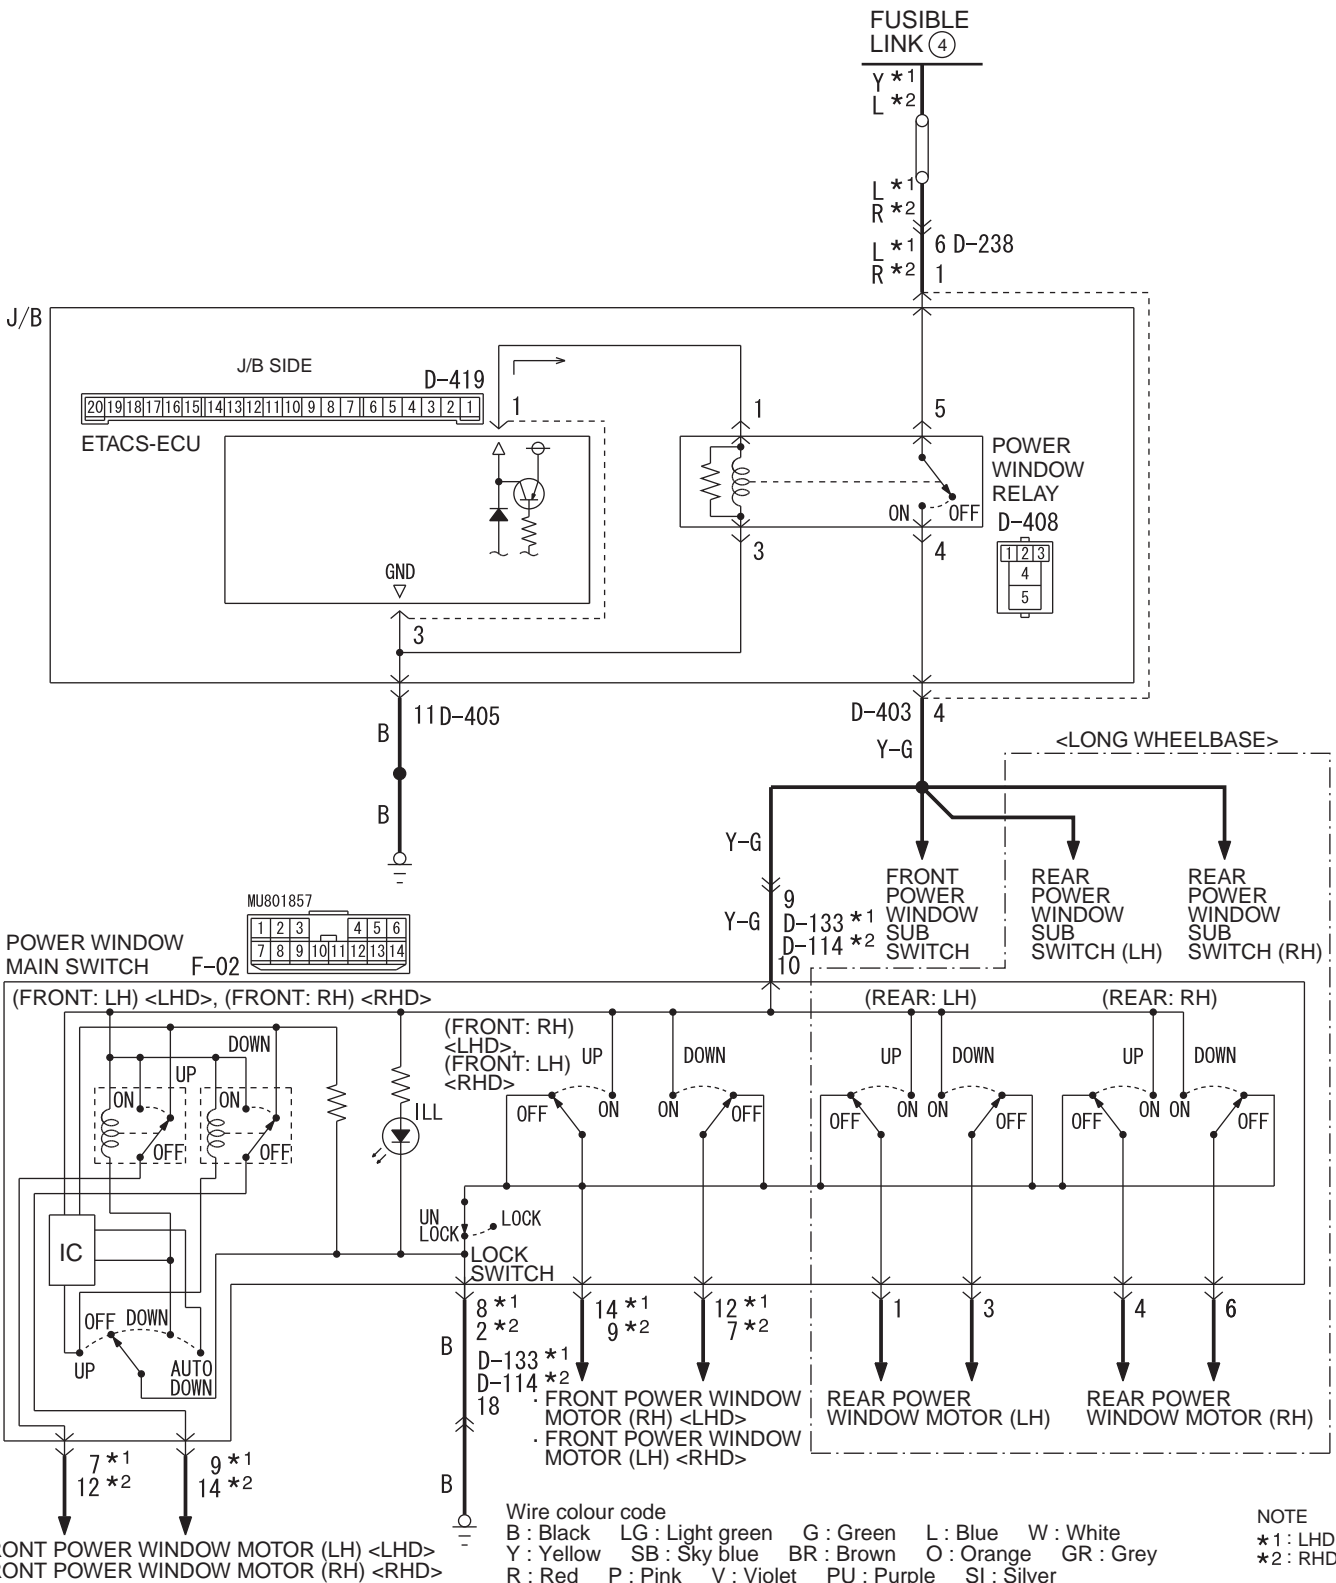 FUSIBLE
LINK ④
Y *1
L *2
L *1
R *2
L *1
R *2
6 D-238
1
J/B
J/B SIDE
D-419
20 19 18 17 16 15 14 13 12 11 10 9 8 7 6 5 4 3 2 1
1
ETACS-ECU
1
5
POWER
WINDOW
RELAY
ON
OFF
D-408
1 2 3
4
5
3
4
GND
3
11 D-405
D-403 4
B
Y-G
<LONG WHEELBASE>
B
Y-G
9
Y-G
D-133 *1
D-114 *2
10
FRONT
POWER
WINDOW
SUB
SWITCH
REAR
POWER
WINDOW
SUB
SWITCH (LH)
REAR
POWER
WINDOW
SUB
SWITCH (RH)
MU801857
1 2 3 4 5 6
7 8 9 10 11 12 13 14
F-02
POWER WINDOW
MAIN SWITCH
(FRONT: LH) <LHD>, (FRONT: RH) <RHD>
(FRONT: RH)
<LHD>,
(FRONT: LH)
<RHD>
(REAR: LH)
(REAR: RH)
DOWN
UP
ON
OFF
ON
OFF
ILL
UP
DOWN
OFF
ON
ON
OFF
UP
DOWN
OFF
ON
ON
OFF
UP
DOWN
OFF
ON
ON
OFF
IC
UN
LOCK
LOCK
LOCK
SWITCH
OFF
DOWN
UP
AUTO
DOWN
8 *1
2 *2
B
D-133 *1
D-114 *2
18
14 *1
9 *2
12 *1
7 *2
1
3
4
6
· FRONT POWER WINDOW
MOTOR (RH) <LHD>
· FRONT POWER WINDOW
MOTOR (LH) <RHD>
REAR POWER
WINDOW MOTOR (LH)
REAR POWER
WINDOW MOTOR (RH)
7 *1
12 *2
9 *1
14 *2
B
RONT POWER WINDOW MOTOR (LH) <LHD>
RONT POWER WINDOW MOTOR (RH) <RHD>
Wire colour code
B : Black LG : Light green G : Green L : Blue W : White
Y : Yellow SB : Sky blue BR : Brown O : Orange GR : Grey
R : Red P : Pink V : Violet PU : Purple SI : Silver
NOTE
*1 : LHD
*2 : RHD